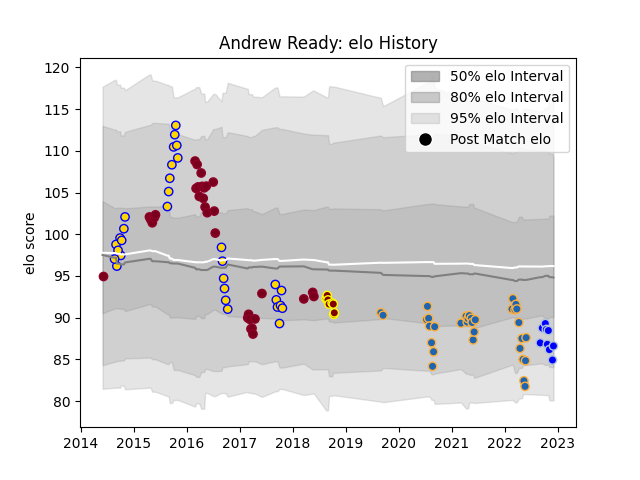 Andrew Ready: elo History
elo score
120
115
110
105
100
95
90
85
80
50% elo Interval
80% elo Interval
95% elo Interval
Post Match elo
2014 2015 2016 2017 2018 2019 2020 2021 2022 2023